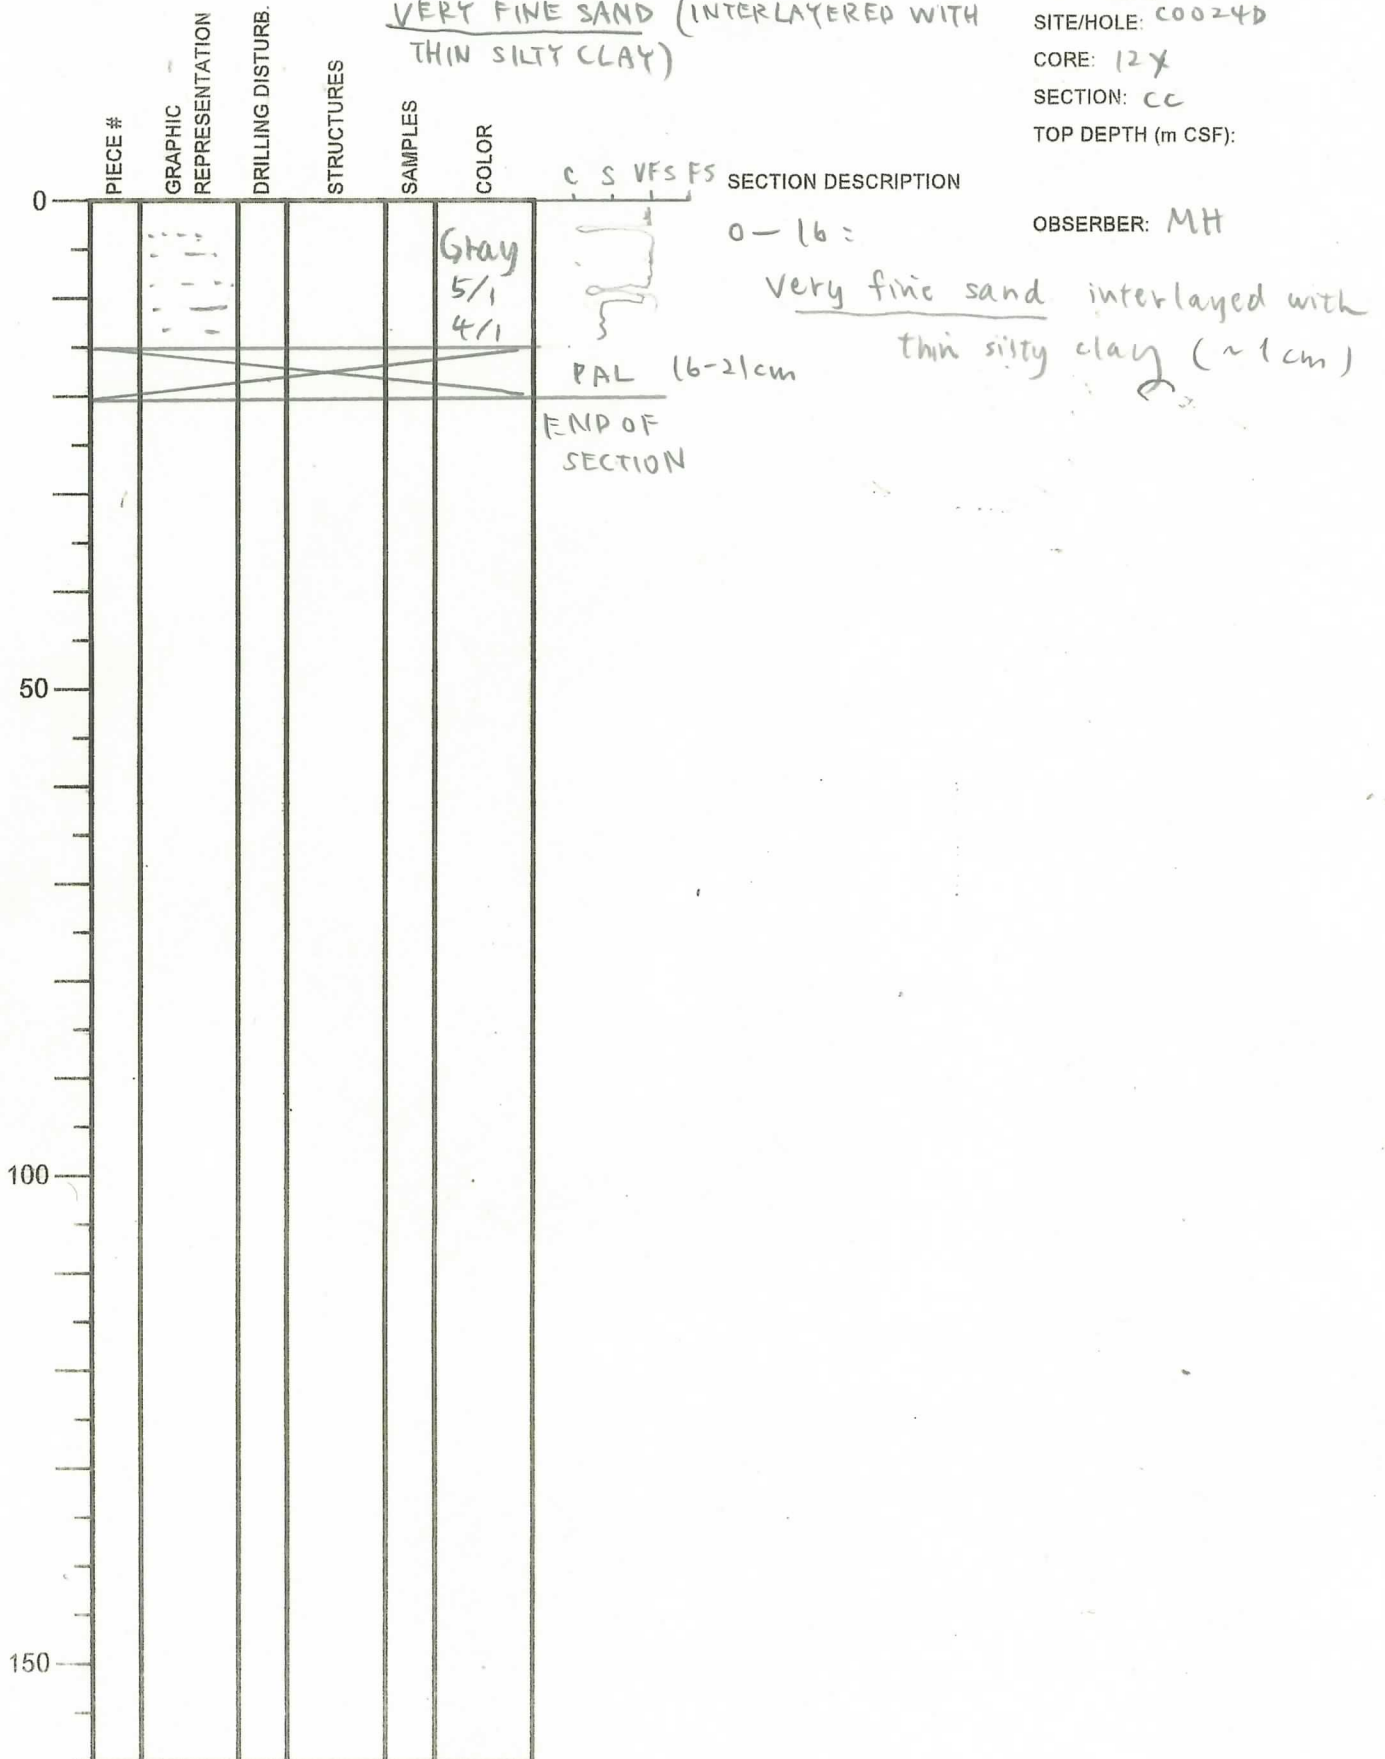 VERY FINE SAND (INTERLAYERED WITH
THIN SILTY CLAY)
SITE/HOLE: C0024D
CORE: 12X
SECTION: CC
TOP DEPTH (m CSF):
PIECE #
GRAPHIC
REPRESENTATION
DRILLING DISTURB.
STRUCTURES
SAMPLES
COLOR
C S VFS FS
SECTION DESCRIPTION
OBSERBER: MH
0
Gray
5/1
4/1
0-16:
very fine sand interlayed with
thin silty clay (~1cm)
PAL 16-21cm
END OF
SECTION
50
100
150